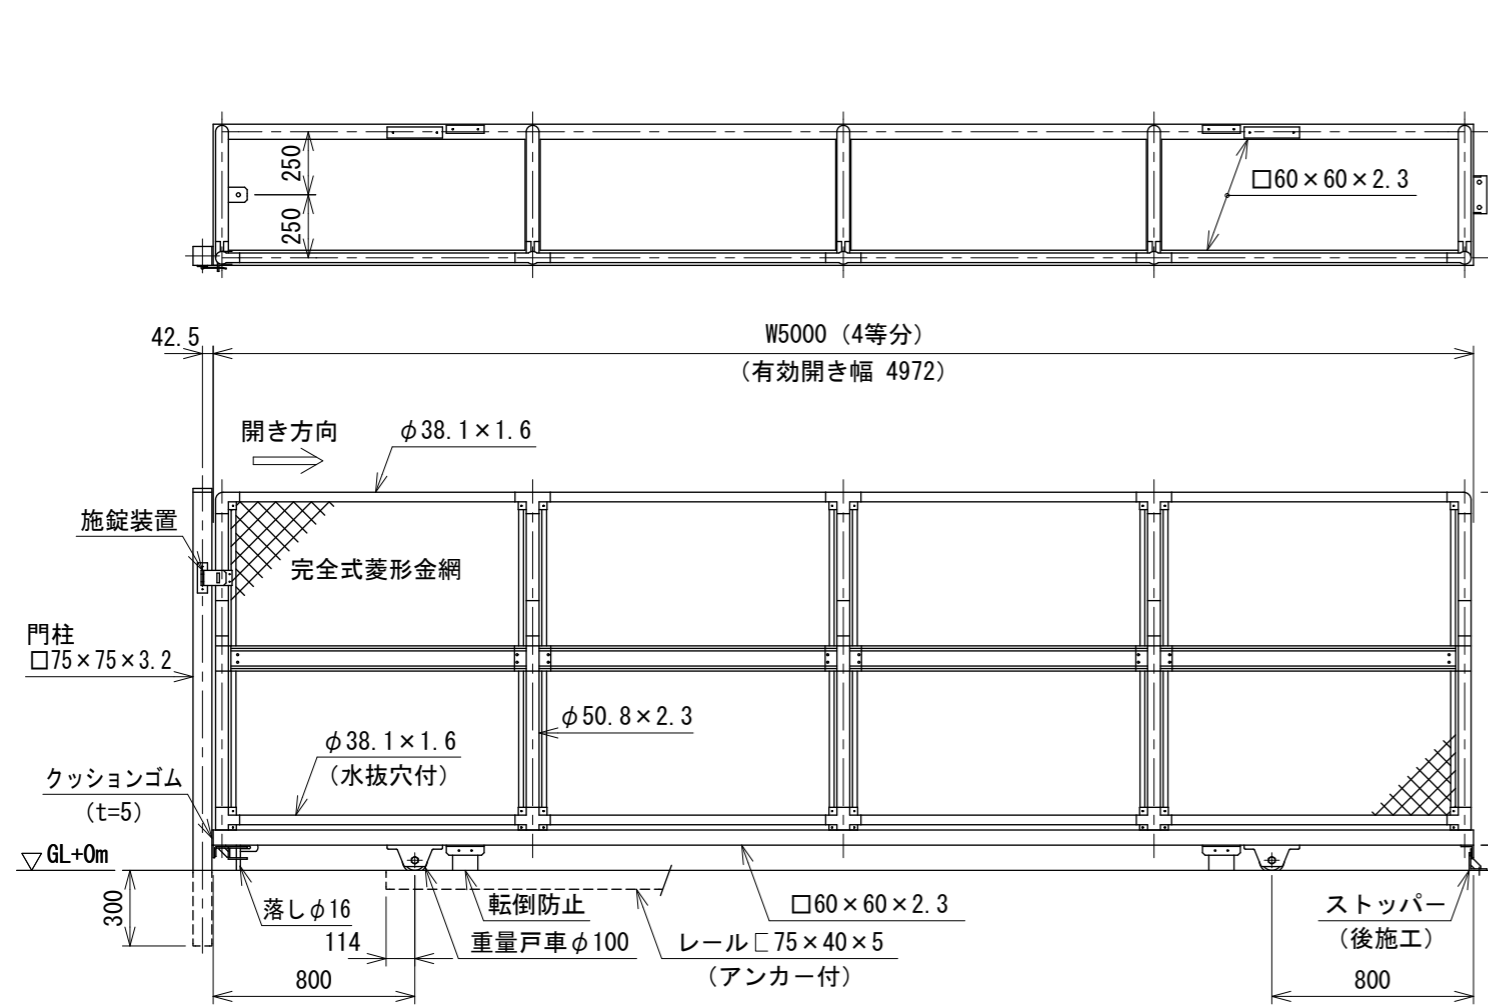 250
250
□60×60×2.3
42.5
W5000 (4等分)
(有効開き幅 4972)
開き方向
φ38.1×1.6
施錠装置
完全式菱形金網
門柱
□75×75×3.2
φ50.8×2.3
φ38.1×1.6
(水抜穴付)
クッションゴム
(t=5)
▽GL+0m
300
落しφ16
転倒防止
□60×60×2.3
ストッパー
(後施工)
114
重量戸車φ100
レール［75×40×5
(アンカー付)
800
800